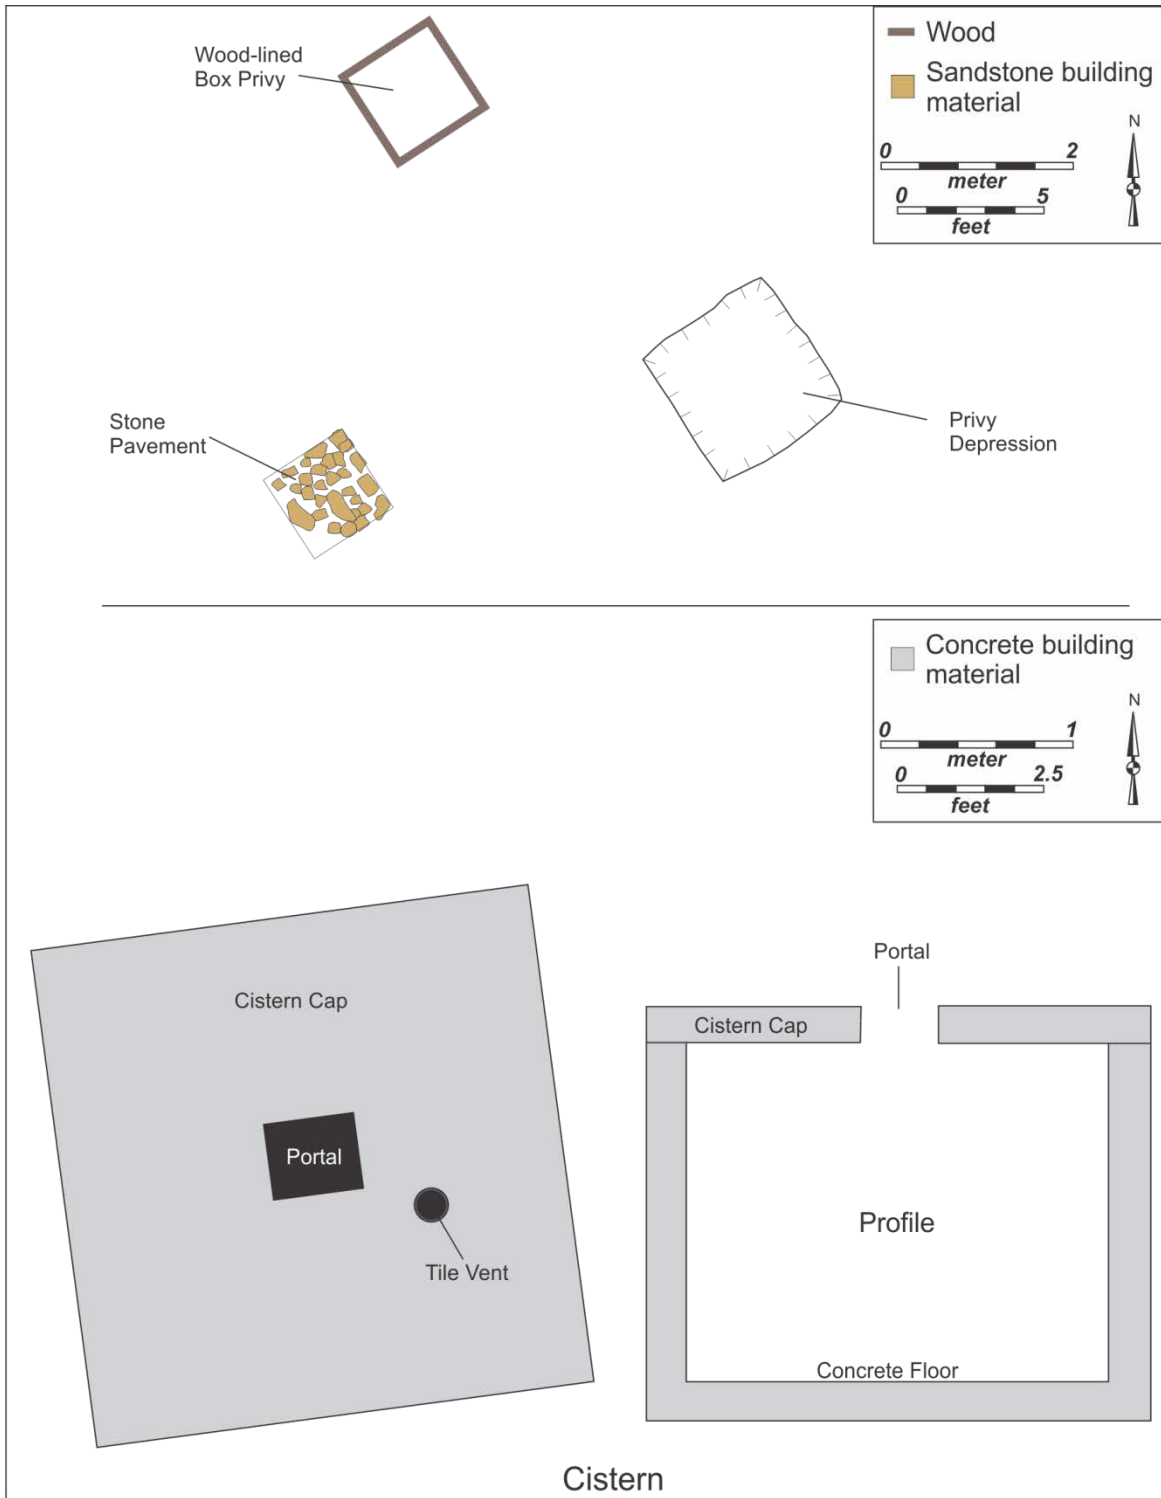 Wood-lined
Box Privy
Wood
Sandstone building
material
N
0 2
meter
0 5
feet
Stone
Pavement
Privy
Depression
Concrete building
material
N
0 1
meter
0 2.5
feet
Cistern Cap
Portal
Tile Vent
Portal
Cistern Cap
Profile
Concrete Floor
Cistern